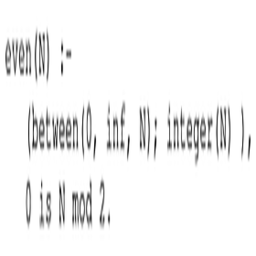 even(N) :-
(between(0, inf, N); integer(N) ),
0 is N mod 2.